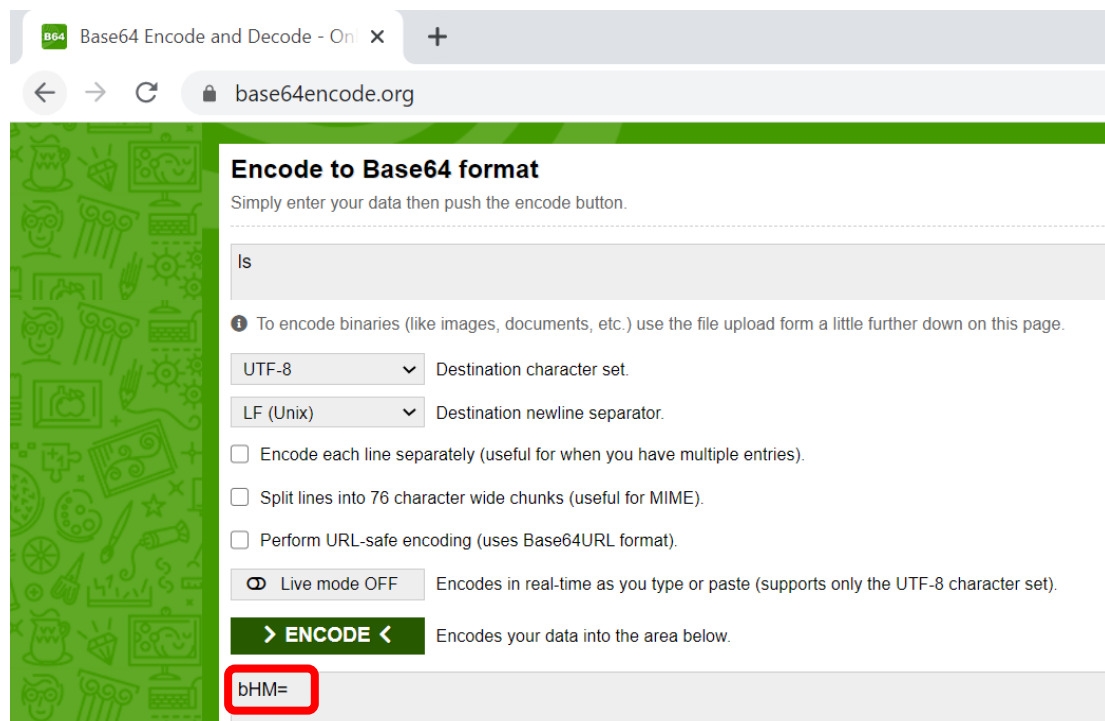 B64 Base64 Encode and Decode - Onl
base64encode.org
Encode to Base64 format
Simply enter your data then push the encode button.
ls
To encode binaries (like images, documents, etc.) use the file upload form a little further down on this page.
UTF-8 Destination character set.
LF (Unix) Destination newline separator.
Encode each line separately (useful for when you have multiple entries).
Split lines into 76 character wide chunks (useful for MIME).
Perform URL-safe encoding (uses Base64URL format).
Live mode OFF Encodes in real-time as you type or paste (supports only the UTF-8 character set).
> ENCODE < Encodes your data into the area below.
bHM=